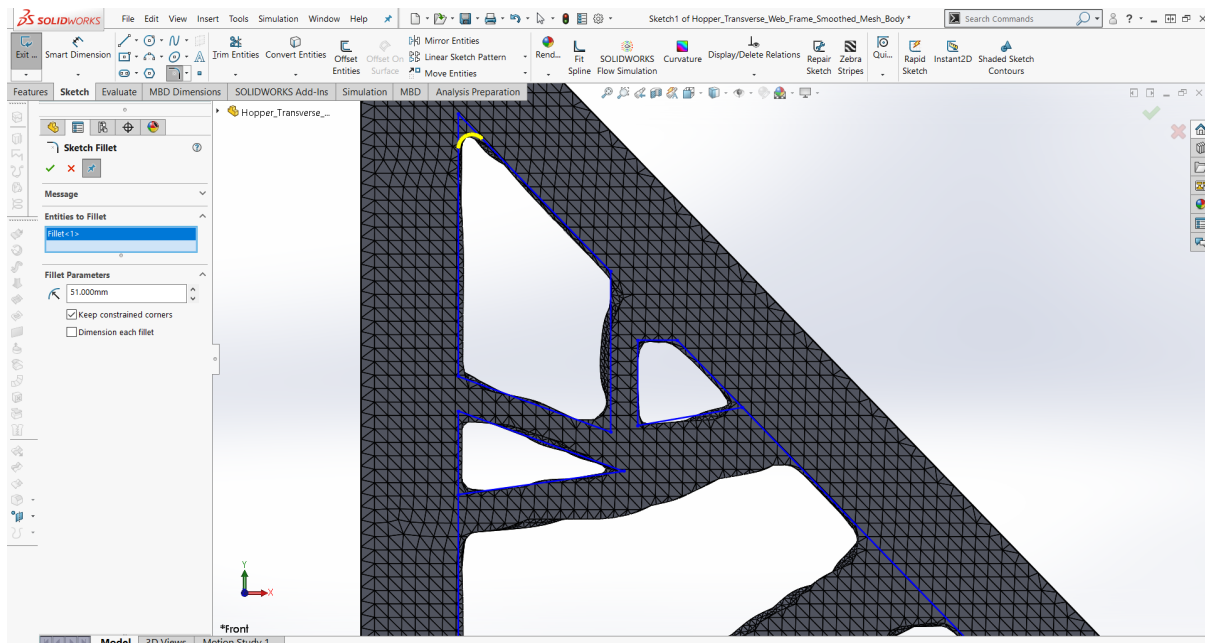 SOLIDWORKS File Edit View Insert Tools Simulation Window Help Sketch1 of Hopper_Transverse_Web_Frame_Smoothed_Mesh_Body * Search Commands ?
Exit ... Smart Dimension Trim Entities Convert Entities Offset Entities Offset On Surface Mirror Entities Linear Sketch Pattern Move Entities Rend... Fit Spline SOLIDWORKS Flow Simulation Curvature Display/Delete Relations Repair Sketch Zebra Stripes Qui... Rapid Sketch Instant2D Shaded Sketch Contours
Features Sketch Evaluate MBD Dimensions SOLIDWORKS Add-Ins Simulation MBD Analysis Preparation
Hopper_Transverse_...
Sketch Fillet
Message
Entities to Fillet
Fillet<1>
Fillet Parameters
51.000mm
Keep constrained corners
Dimension each fillet
Y
X
*Front
Model 3D Views Motion Study 1